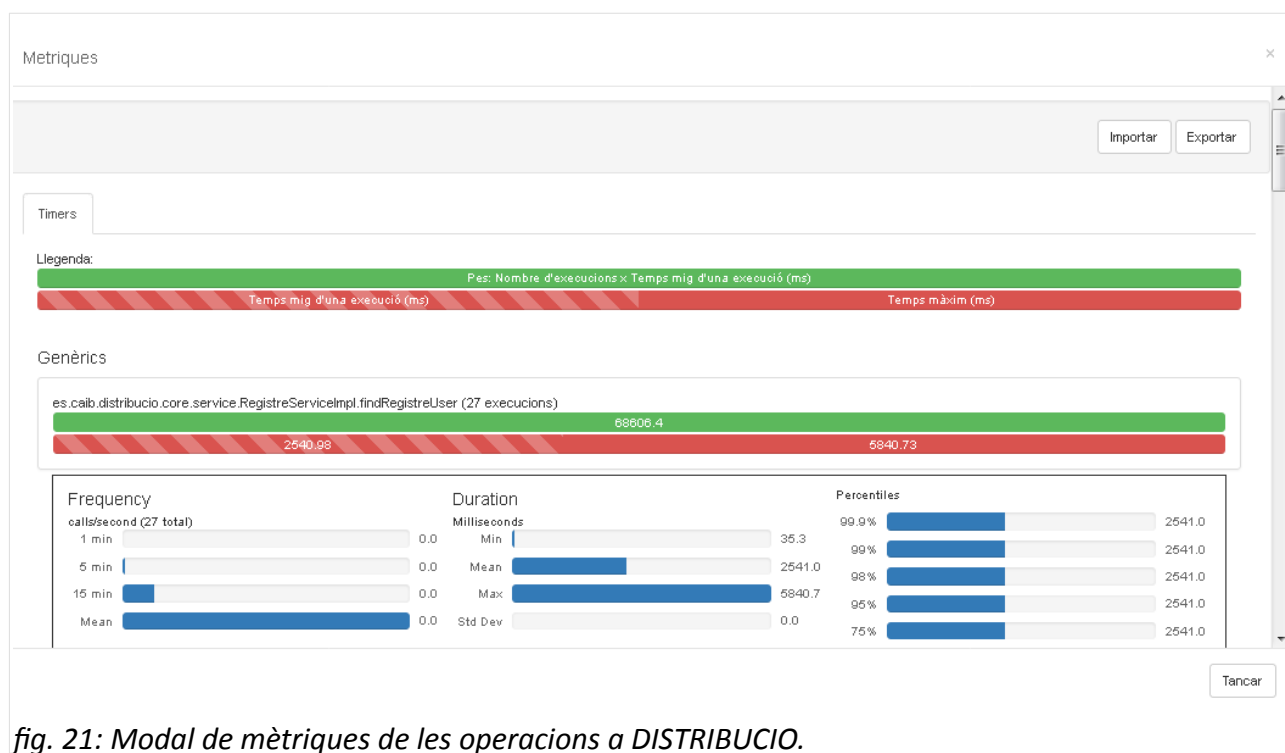 Metriques
×
Importar
Exportar
Timers
Llegenda:
Pes: Nombre d'execucions x Temps mig d'una execució (ms)
Temps mig d'una execució (ms) Temps màxim (ms)
Genèrics
es.caib.distribucio.core.service.RegistreServiceImpl.findRegistreUser (27 execucions)
68606.4
2540.98 5840.73
Frequency
calls/second (27 total)
1 min 0.0
5 min 0.0
15 min 0.0
Mean 0.0
Duration
Milliseconds
Min 35.3
Mean 2541.0
Max 5840.7
Std Dev 0.0
Percentiles
99.9% 2541.0
99% 2541.0
98% 2541.0
95% 2541.0
75% 2541.0
Tancar
fig. 21: Modal de mètriques de les operacions a DISTRIBUCIO.